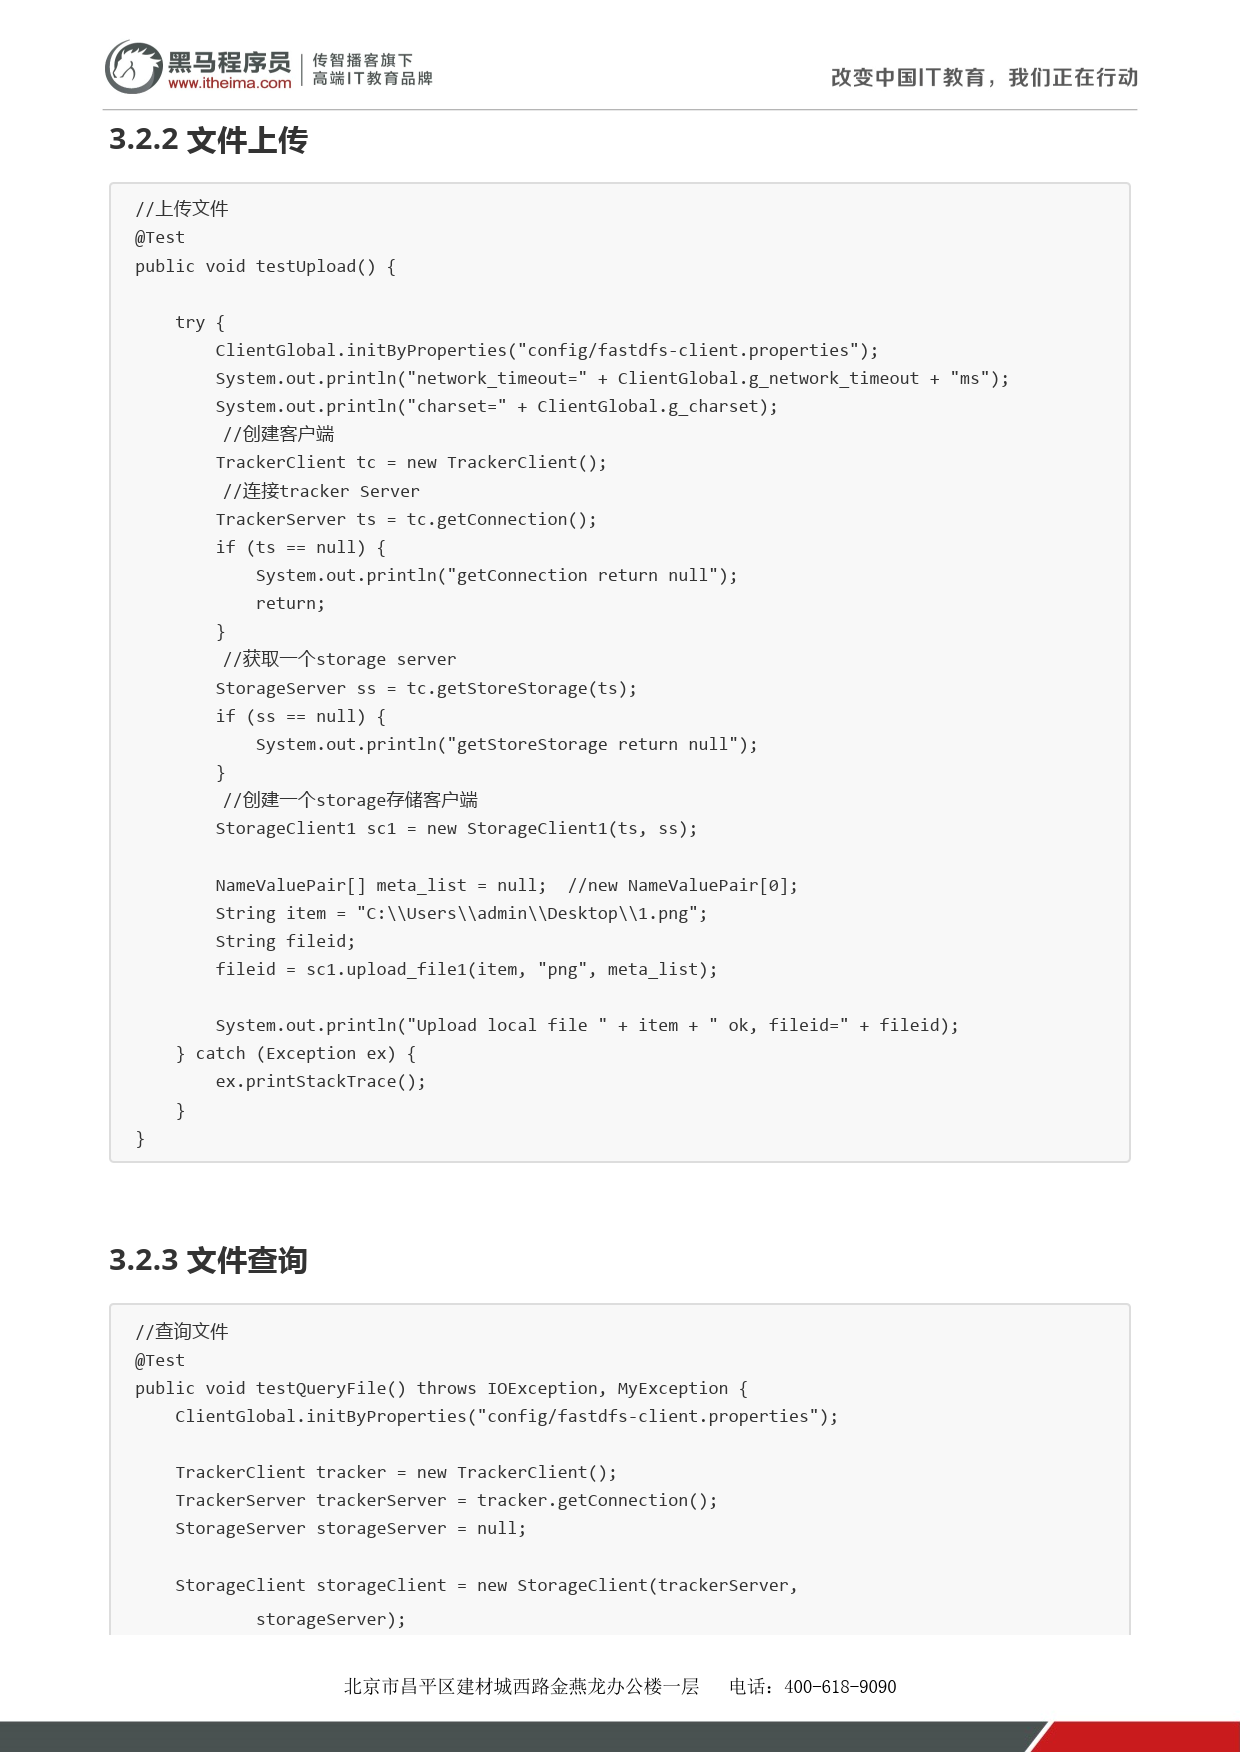 黑马程序员
www.itheima.com
传智播客旗下
高端IT教育品牌
改变中国IT教育，我们正在行动
3.2.2 文件上传
//上传文件
@Test
public void testUpload() {
    try {
        ClientGlobal.initByProperties("config/fastdfs-client.properties");
        System.out.println("network_timeout=" + ClientGlobal.g_network_timeout + "ms");
        System.out.println("charset=" + ClientGlobal.g_charset);
        //创建客户端
        TrackerClient tc = new TrackerClient();
        //连接tracker Server
        TrackerServer ts = tc.getConnection();
        if (ts == null) {
            System.out.println("getConnection return null");
            return;
        }
        //获取一个storage server
        StorageServer ss = tc.getStoreStorage(ts);
        if (ss == null) {
            System.out.println("getStoreStorage return null");
        }
        //创建一个storage存储客户端
        StorageClient1 sc1 = new StorageClient1(ts, ss);
        NameValuePair[] meta_list = null;  //new NameValuePair[0];
        String item = "C:\\Users\\admin\\Desktop\\1.png";
        String fileid;
        fileid = sc1.upload_file1(item, "png", meta_list);
        System.out.println("Upload local file " + item + " ok, fileid=" + fileid);
    } catch (Exception ex) {
        ex.printStackTrace();
    }
}
3.2.3 文件查询
//查询文件
@Test
public void testQueryFile() throws IOException, MyException {
    ClientGlobal.initByProperties("config/fastdfs-client.properties");
    TrackerClient tracker = new TrackerClient();
    TrackerServer trackerServer = tracker.getConnection();
    StorageServer storageServer = null;
    StorageClient storageClient = new StorageClient(trackerServer,
            storageServer);
北京市昌平区建材城西路金燕龙办公楼一层   电话：400-618-9090